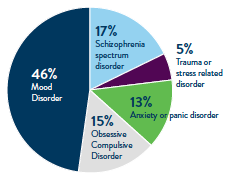 17%
Schizophrenia
spectrum
disorder
5%
Trauma or
stress related
disorder
46%
Mood
Disorder
13%
Anxiety or panic disorder
15%
Obsessive
Compulsive
Disorder